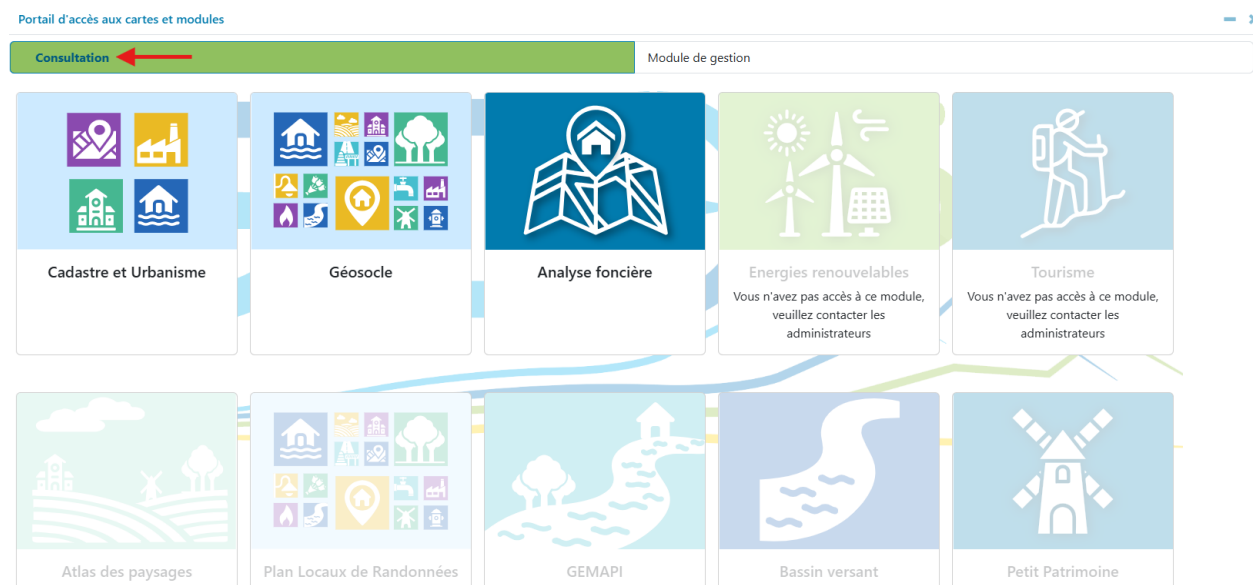 Portail d'accès aux cartes et modules
Consultation
Module de gestion
Cadastre et Urbanisme
Géosocle
Analyse foncière
Energies renouvelables
Vous n'avez pas accès à ce module,
veuillez contacter les
administrateurs
Tourisme
Vous n'avez pas accès à ce module,
veuillez contacter les
administrateurs
Atlas des paysages
Plan Locaux de Randonnées
GEMAPI
Bassin versant
Petit Patrimoine